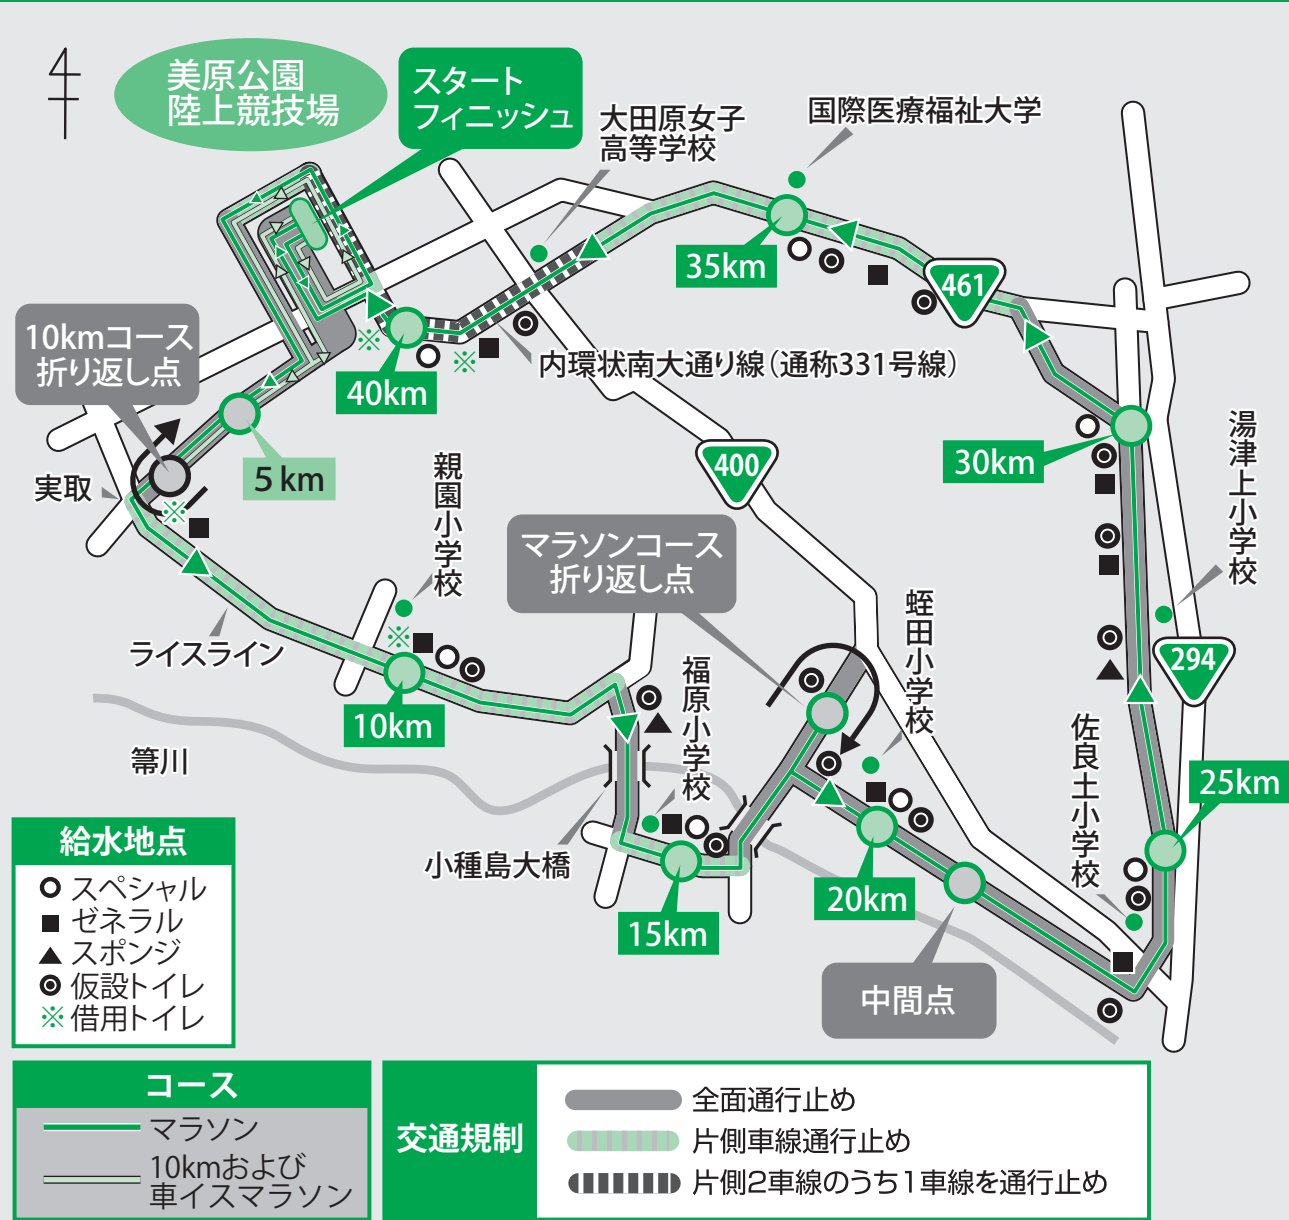 美原公園
陸上競技場
スタート
フィニッシュ
大田原女子
高等学校
国際医療福祉大学
35km
461
10kmコース
折り返し点
40km
内環状南大通り線（通称331号線）
5 km
実取
親園小学校
400
30km
湯津上小学校
マラソンコース
折り返し点
ライスライン
10km
福原小学校
蛭田小学校
294
箒川
佐良土小学校
25km
小種島大橋
15km
20km
中間点
給水地点
スペシャル
ゼネラル
スポンジ
仮設トイレ
※ 借用トイレ
※
※
※
※
コース
マラソン
10kmおよび
車イスマラソン
交通規制
全面通行止め
片側車線通行止め
片側2車線のうち1車線を通行止め